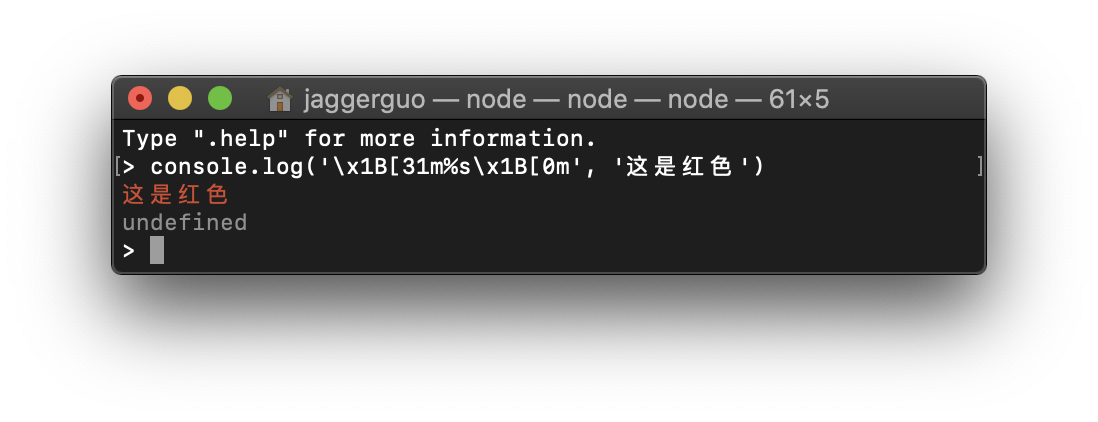 jaggerguo — node — node — node — 61×5
Type ".help" for more information.
[> console.log('\x1B[31m%s\x1B[0m', '这是红色') ]
这是红色
undefined
>